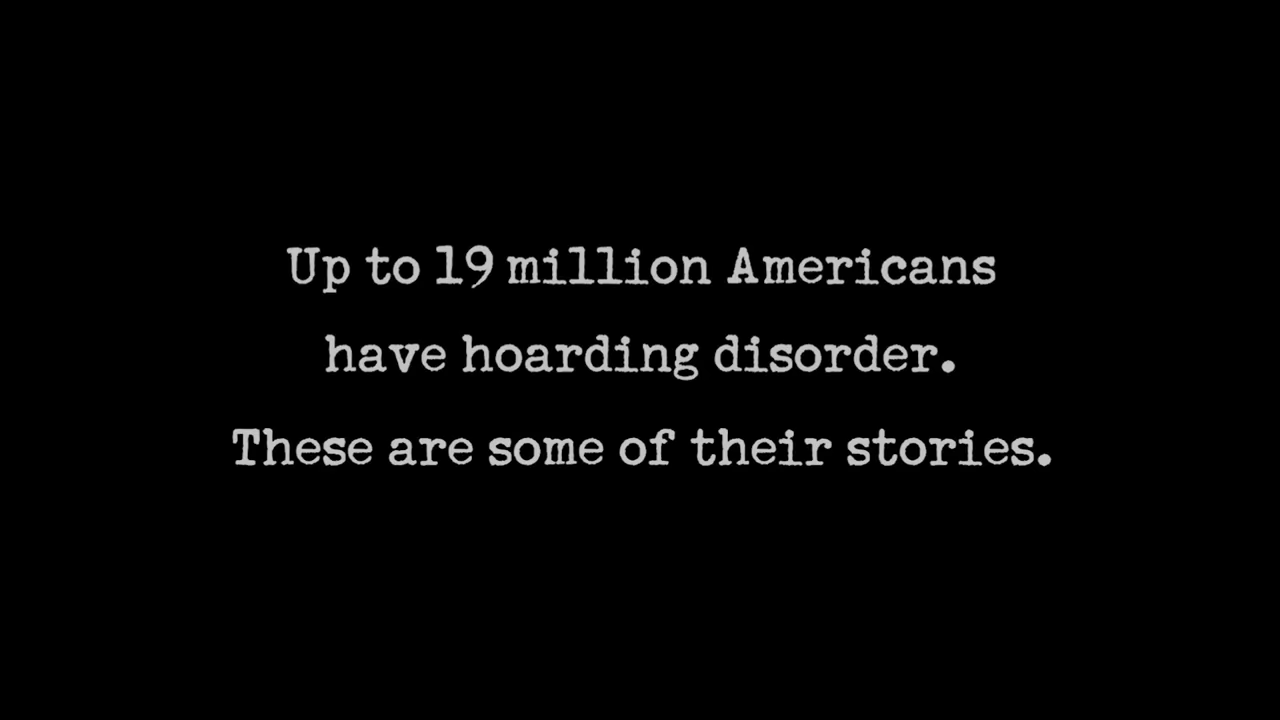 Up to 19 million Americans
have hoarding disorder.
These are some of their stories.